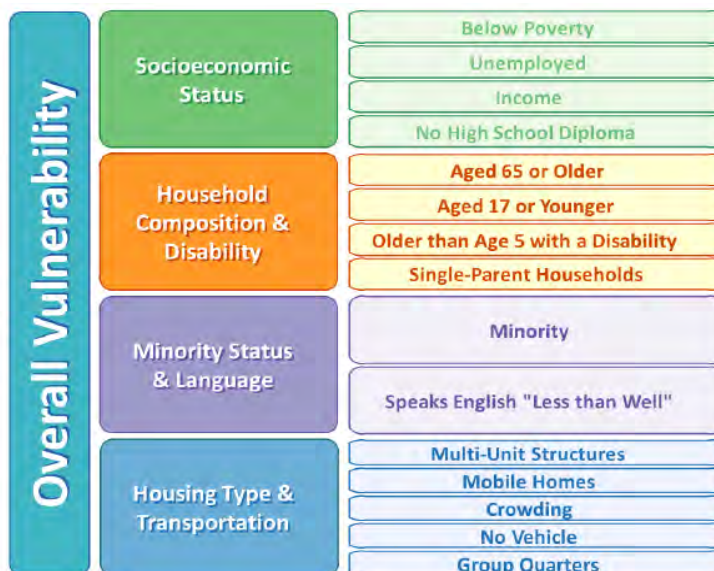 Overall Vulnerability
Socioeconomic
Status
Below Poverty
Unemployed
Income
No High School Diploma
Household
Composition &
Disability
Aged 65 or Older
Aged 17 or Younger
Older than Age 5 with a Disability
Single-Parent Households
Minority Status
& Language
Minority
Speaks English "Less than Well"
Housing Type &
Transportation
Multi-Unit Structures
Mobile Homes
Crowding
No Vehicle
Group Quarters